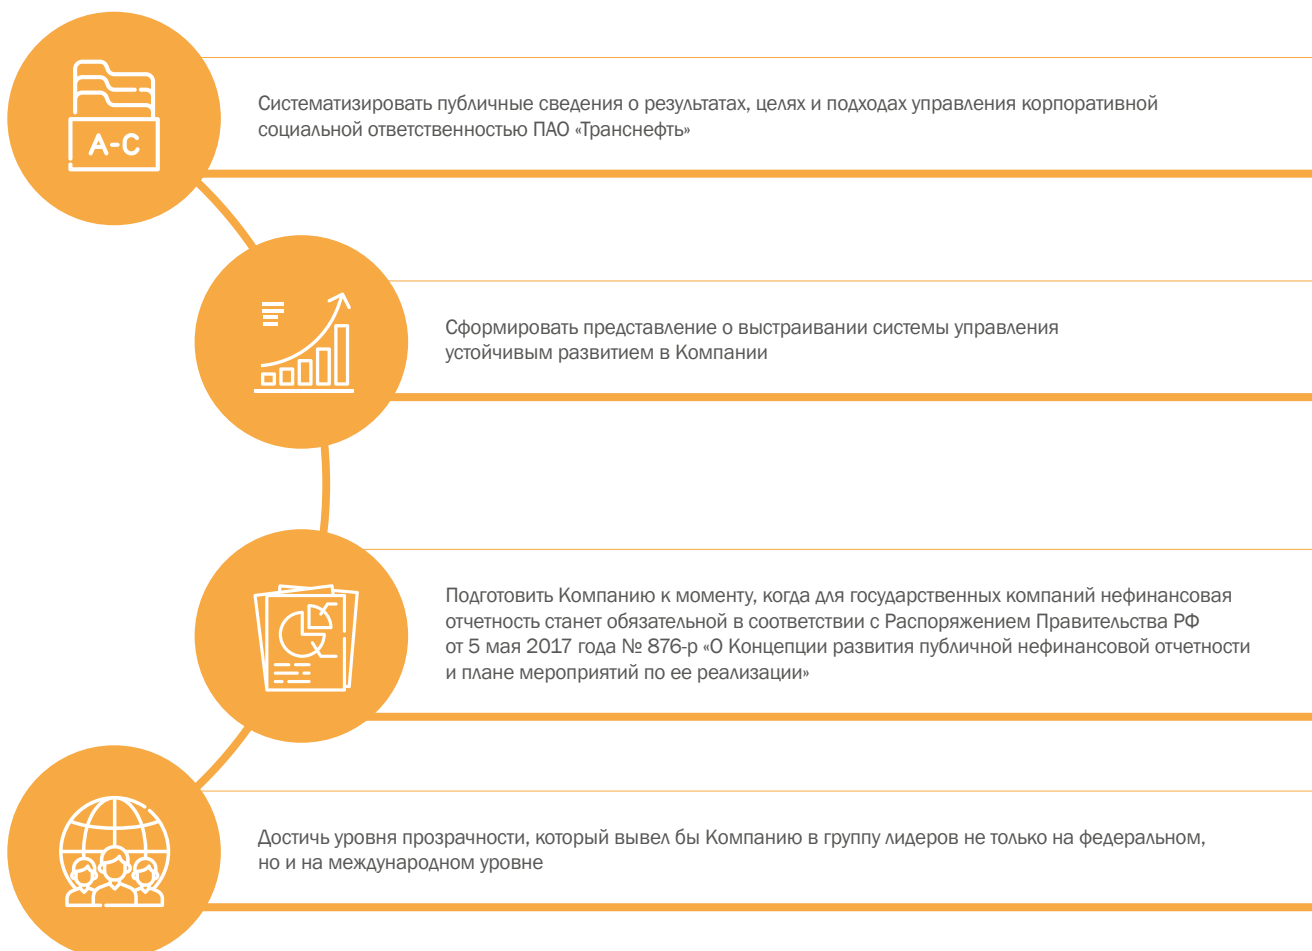 A-C
Систематизировать публичные сведения о результатах, целях и подходах управления корпоративной
социальной ответственностью ПАО «Транснефть»
Сформировать представление о выстраивании системы управления
устойчивым развитием в Компании
Подготовить Компанию к моменту, когда для государственных компаний нефинансовая
отчетность станет обязательной в соответствии с Распоряжением Правительства РФ
от 5 мая 2017 года № 876-р «О Концепции развития публичной нефинансовой отчетности
и плане мероприятий по ее реализации»
Достичь уровня прозрачности, который вывел бы Компанию в группу лидеров не только на федеральном,
но и на международном уровне